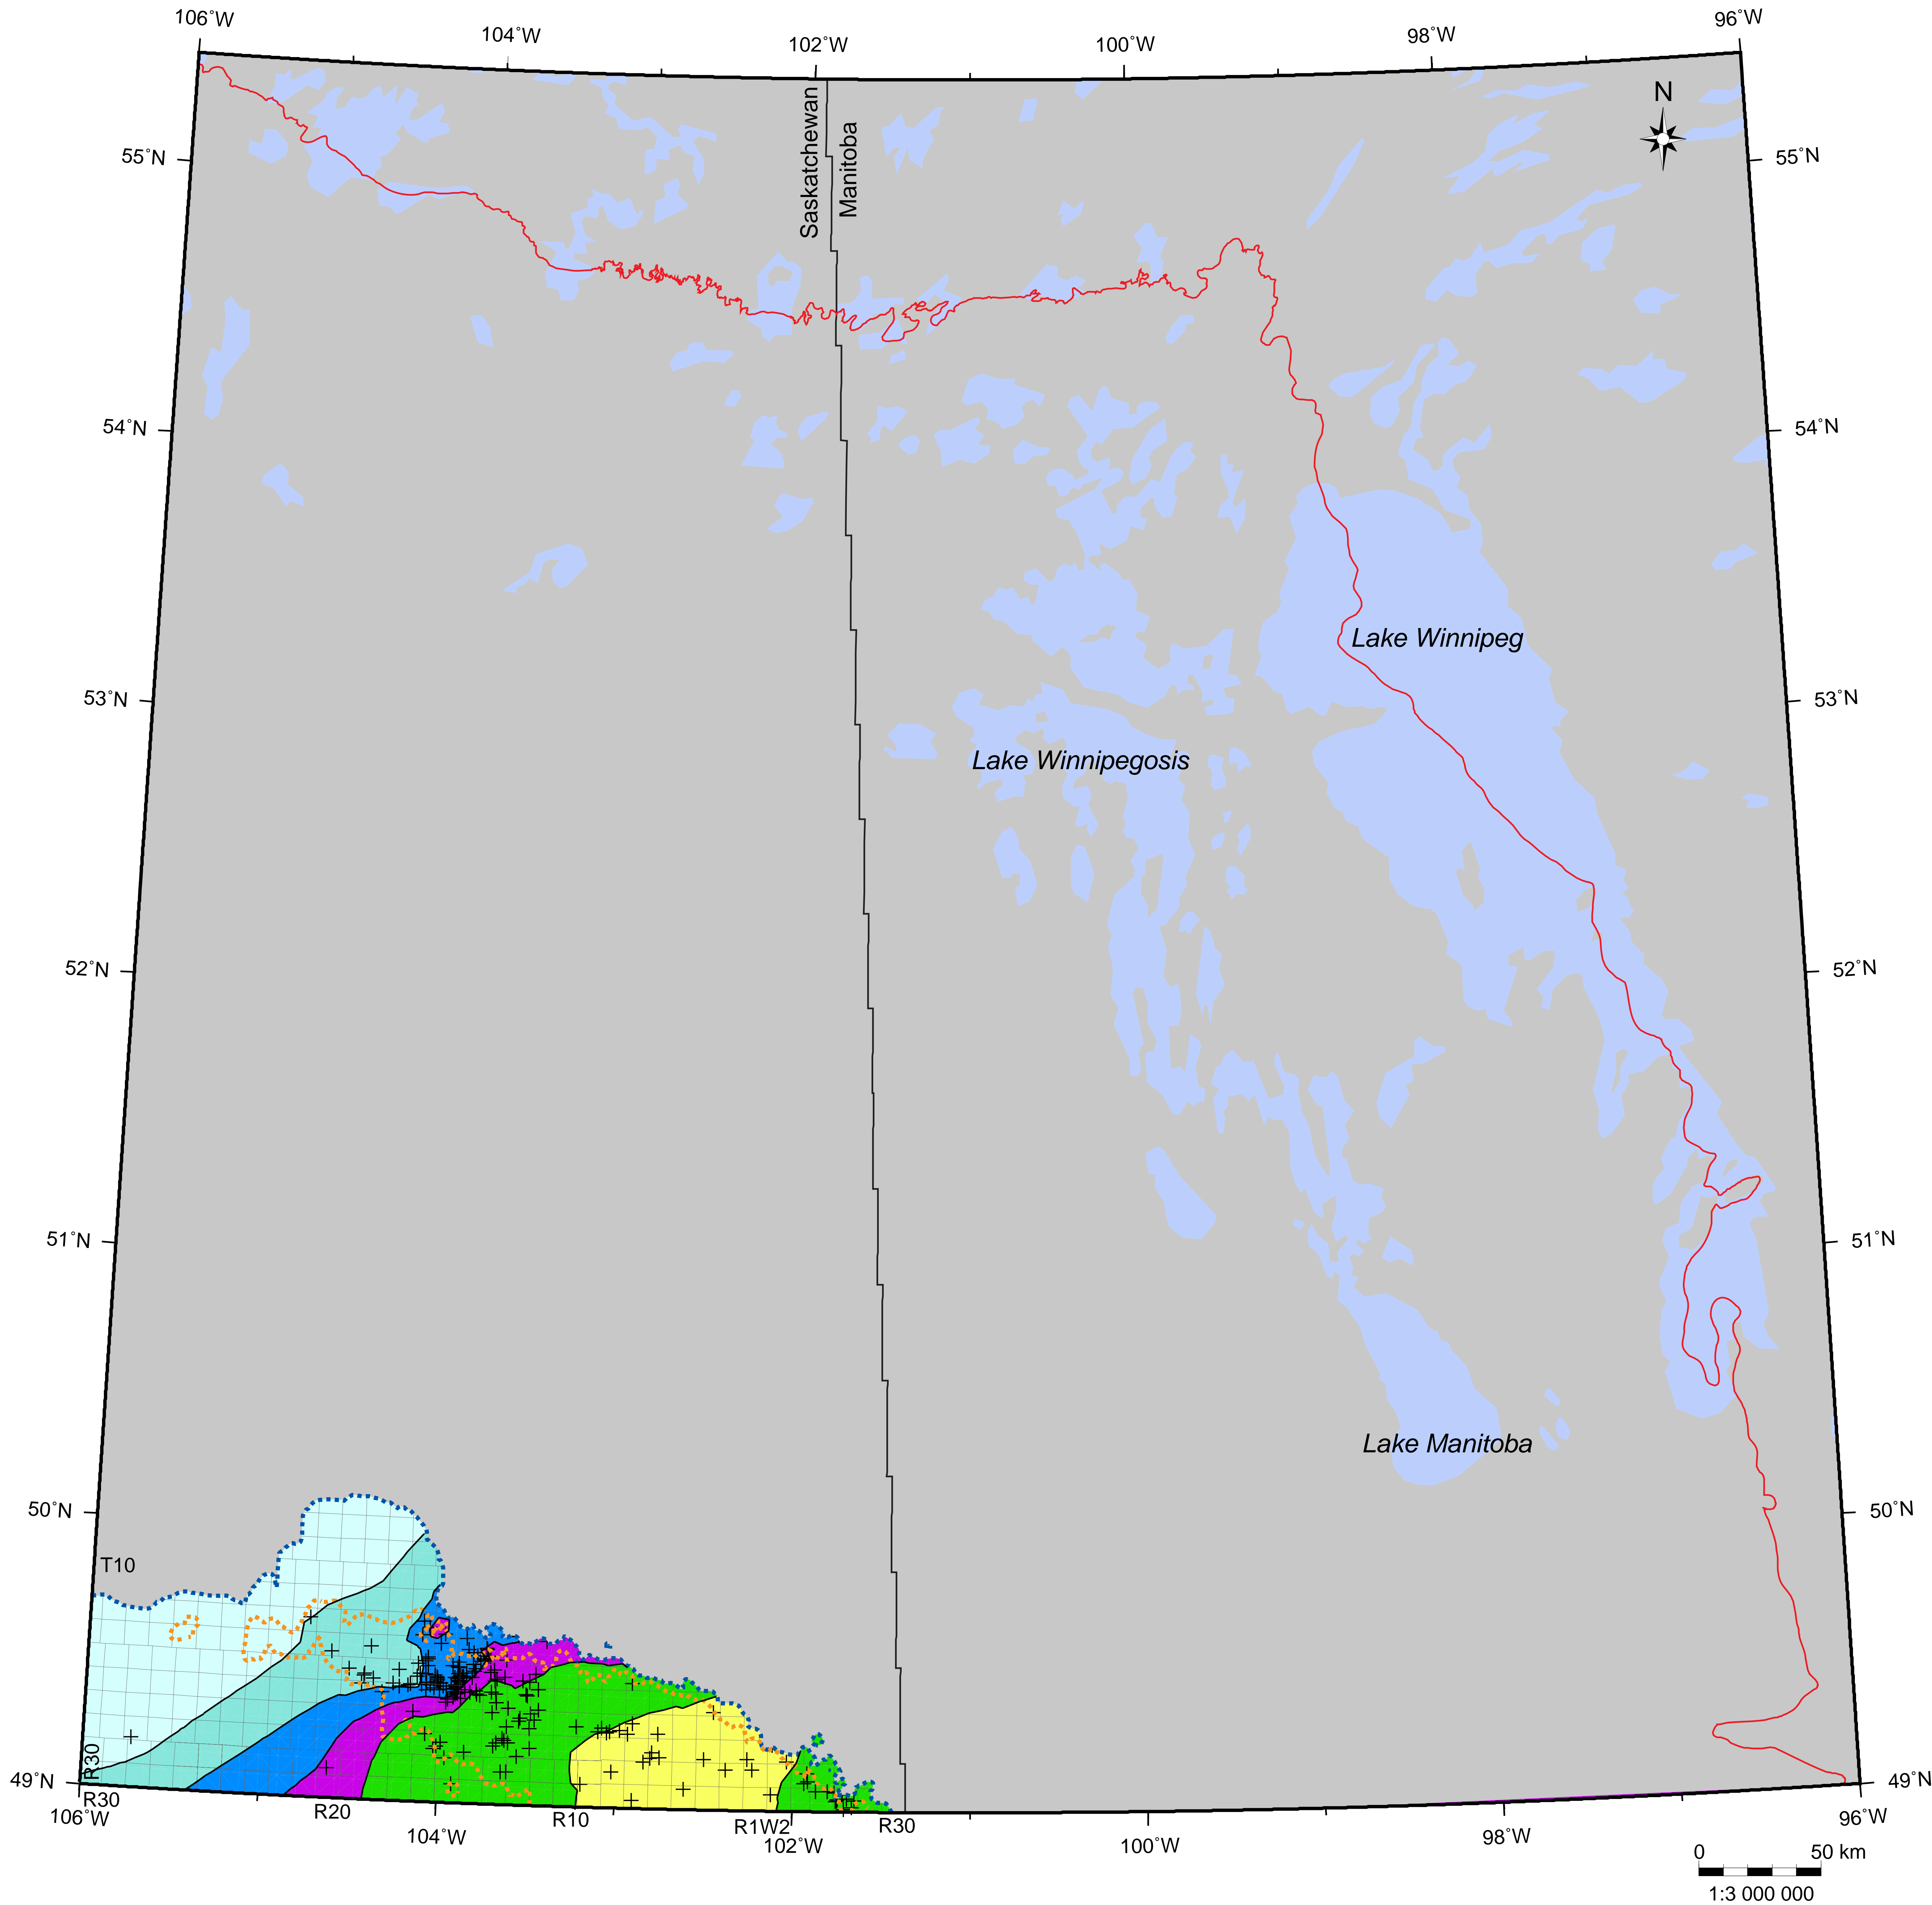 106°W
104°W
102°W
100°W
98°W
96°W
Saskatchewan
Manitoba
N
55°N
55°N
54°N
54°N
Lake Winnipeg
53°N
53°N
Lake Winnipegosis
52°N
52°N
51°N
51°N
Lake Manitoba
50°N
50°N
T10
R30
49°N
49°N
R30
R20
R10
R1W2
R30
106°W
104°W
102°W
100°W
98°W
96°W
0
50 km
1:3 000 000